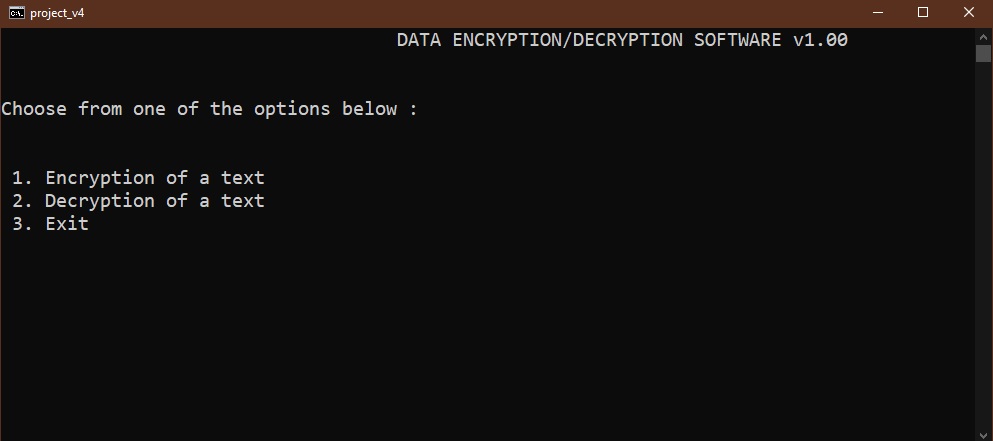 project_v4
DATA ENCRYPTION/DECRYPTION SOFTWARE v1.00
Choose from one of the options below :
1. Encryption of a text
2. Decryption of a text
3. Exit